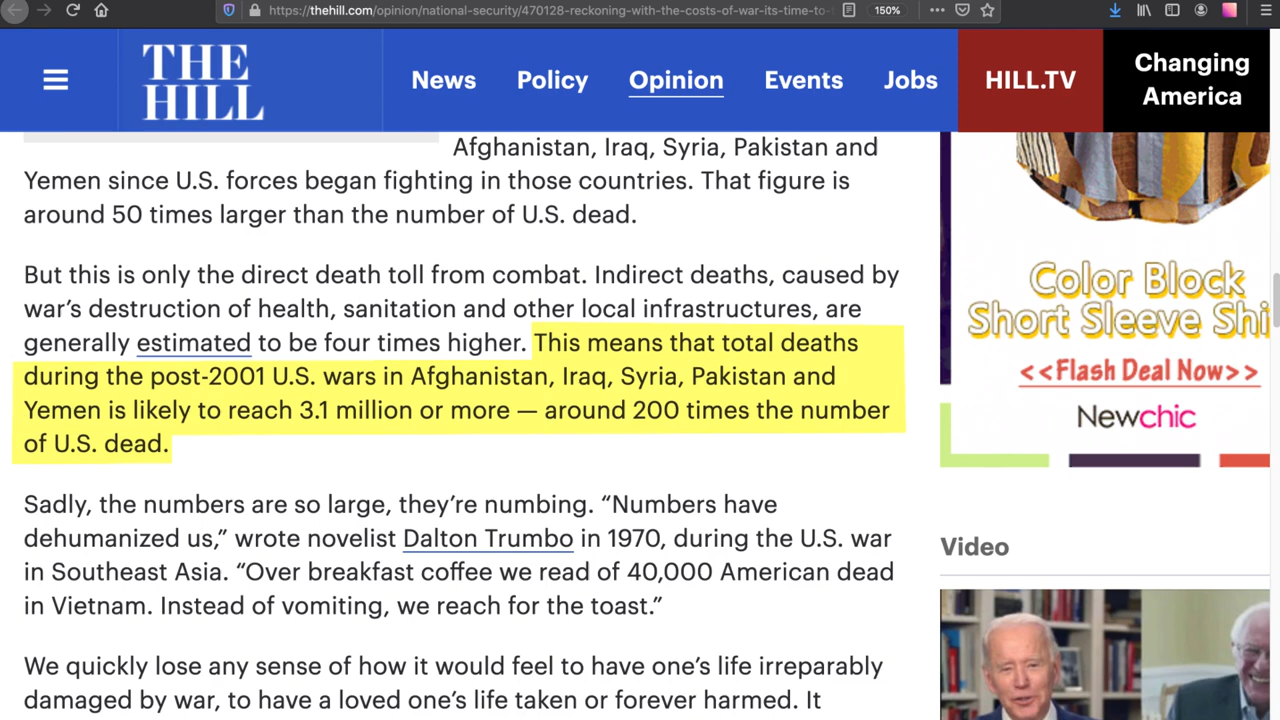 https://thehill.com/opinion/national-security/470128-reckoning-with-the-costs-of-war-its-time-to-
150%
THE
HILL
News
Policy
Opinion
Events
Jobs
HILL.TV
Changing
America
Afghanistan, Iraq, Syria, Pakistan and
Yemen since U.S. forces began fighting in those countries. That figure is
around 50 times larger than the number of U.S. dead.
But this is only the direct death toll from combat. Indirect deaths, caused by
war’s destruction of health, sanitation and other local infrastructures, are
generally estimated to be four times higher. This means that total deaths
during the post-2001 U.S. wars in Afghanistan, Iraq, Syria, Pakistan and
Yemen is likely to reach 3.1 million or more — around 200 times the number
of U.S. dead.
Sadly, the numbers are so large, they’re numbing. “Numbers have
dehumanized us,” wrote novelist Dalton Trumbo in 1970, during the U.S. war
in Southeast Asia. “Over breakfast coffee we read of 40,000 American dead
in Vietnam. Instead of vomiting, we reach for the toast.”
We quickly lose any sense of how it would feel to have one’s life irreparably
damaged by war, to have a loved one’s life taken or forever harmed. It
Color Block
Short Sleeve Shi
<<Flash Deal Now>>
Newchic
Video